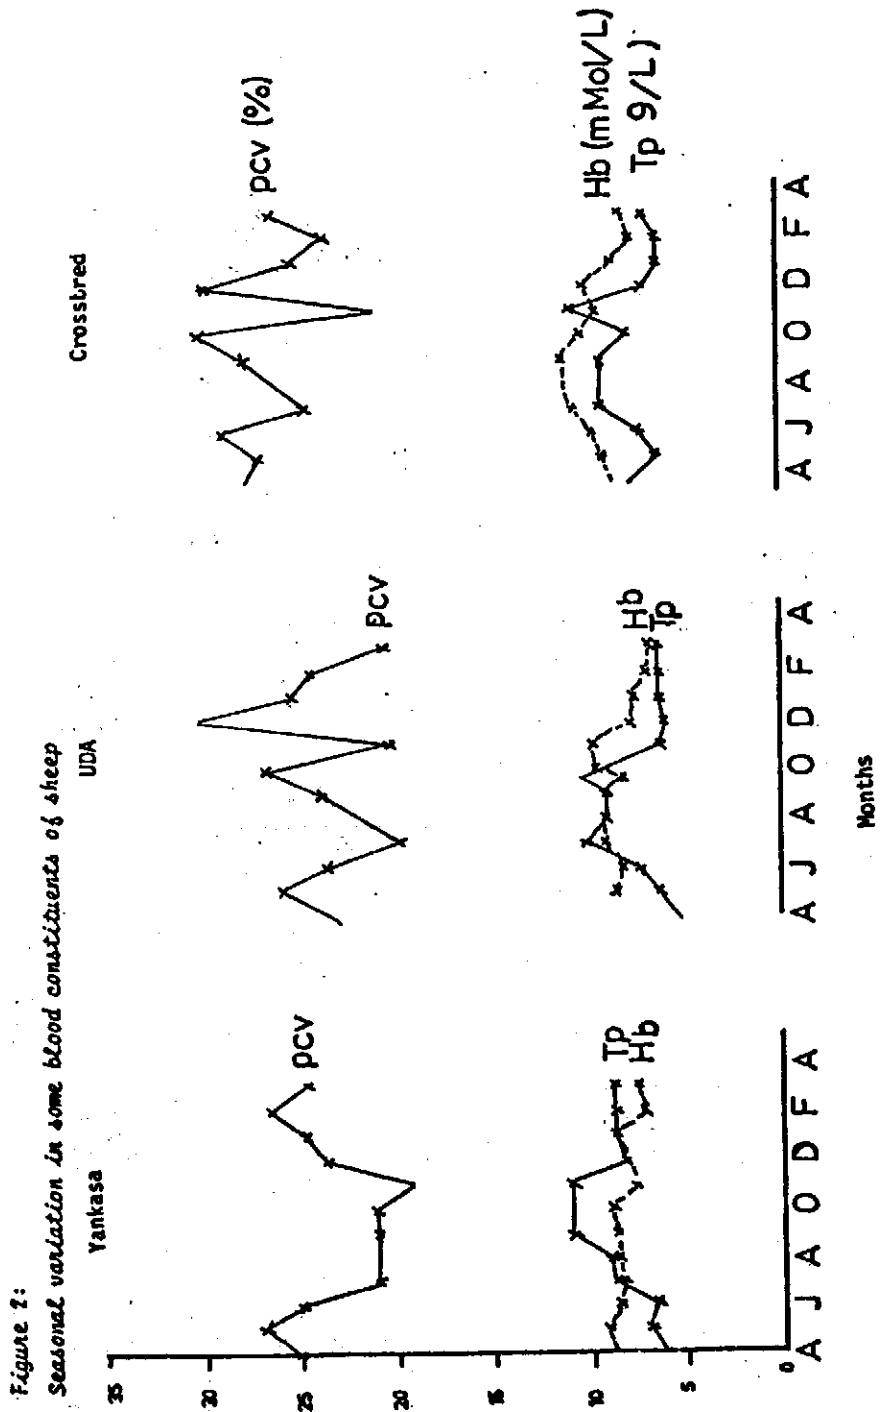 Figure 2:
Seasonal variation in some blood constituents of sheep
Yankasa
UDA
Crossbred
35
30
25
20
15
10
5
0
PCV
Tp
Hb
A J A O D F A
PCV
Hb
Tp
A J A O D F A
PCV (%)
Hb (mMol/L)
Tp 9/L)
A J A O D F A
Months